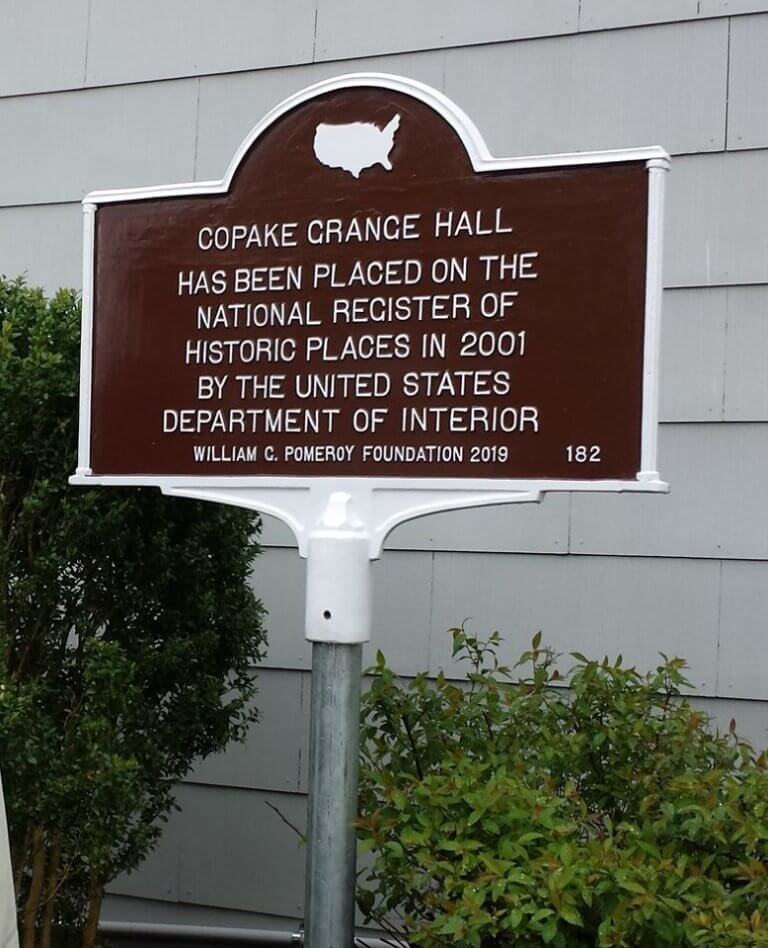 COPAKE GRANGE HALL
HAS BEEN PLACED ON THE
NATIONAL REGISTER OF
HISTORIC PLACES IN 2001
BY THE UNITED STATES
DEPARTMENT OF INTERIOR
WILLIAM G. POMEROY FOUNDATION 2019 182